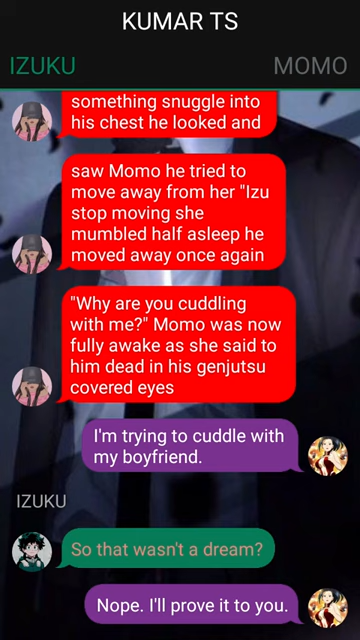 KUMAR TS
IZUKU MOMO
something snuggle into
his chest he looked and
saw Momo he tried to
move away from her "Izu
stop moving she
mumbled half asleep he
moved away once again
"Why are you cuddling
with me?" Momo was now
fully awake as she said to
him dead in his genjutsu
covered eyes
I'm trying to cuddle with
my boyfriend.
IZUKU
So that wasn't a dream?
Nope. I'll prove it to you.